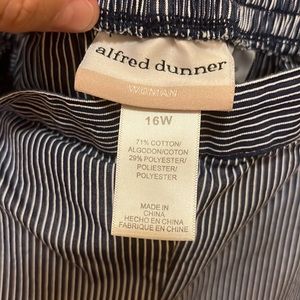 alfred dunner
WOMAN
16W
71% COTTON/
ALGODON/COTON
29% POLYESTER/
POLIESTER/
POLYESTER
MADE IN
CHINA
HECHO EN CHINA
FABRIQUE EN CHINE